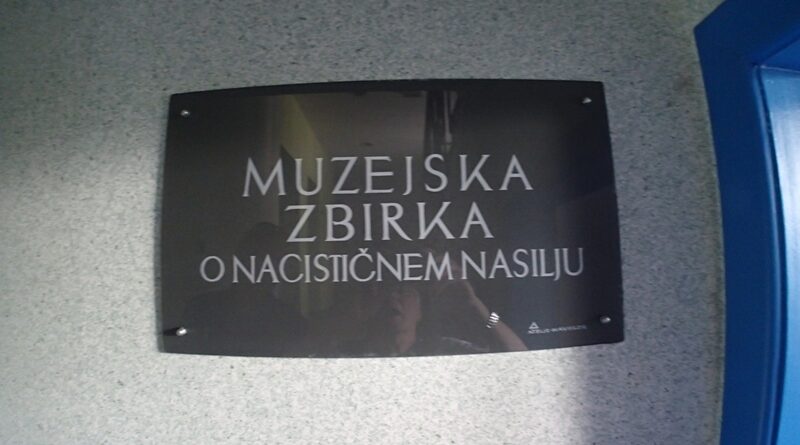 MUZEJSKA
ZBIRKA
O NACISTIČNEM NASILJU